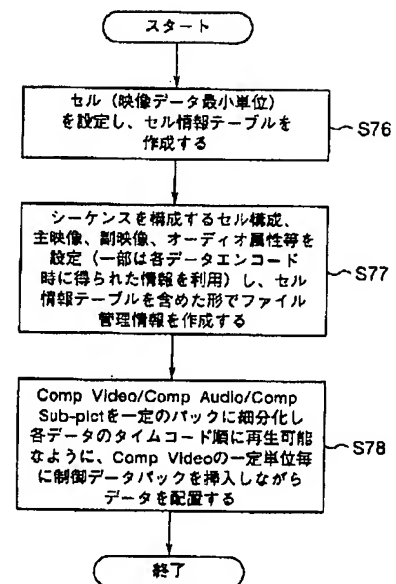 スタート
セル（映像データ最小単位）
を設定し、セル情報テーブルを
作成する
S76
シーケンスを構成するセル構成、
主映像、副映像、オーディオ属性等を
設定（一部は各データエンコード
時に得られた情報を利用）し、セル
情報テーブルを含めた形でファイル
管理情報を作成する
S77
Comp Video/Comp Audio/Comp
Sub-pictを一定のパックに細分化し
各データのタイムコード順に再生可能
なように、Comp Videoの一定単位毎
に制御データパックを挿入しながら
データを配置する
S78
終了